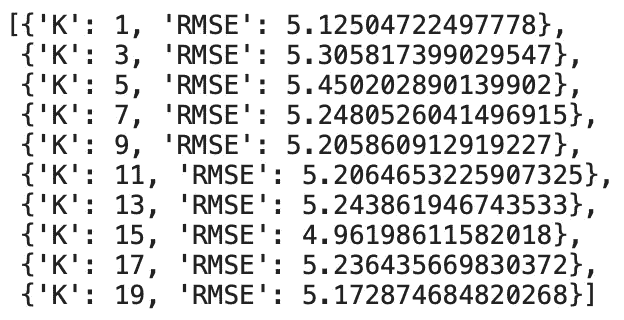 [{'K': 1, 'RMSE': 5.12504722497778},
{'K': 3, 'RMSE': 5.305817399029547},
{'K': 5, 'RMSE': 5.450202890139902},
{'K': 7, 'RMSE': 5.2480526041496915},
{'K': 9, 'RMSE': 5.205860912919227},
{'K': 11, 'RMSE': 5.2064653225907325},
{'K': 13, 'RMSE': 5.243861946743533},
{'K': 15, 'RMSE': 4.96198611582018},
{'K': 17, 'RMSE': 5.236435669830372},
{'K': 19, 'RMSE': 5.172874684820268}]